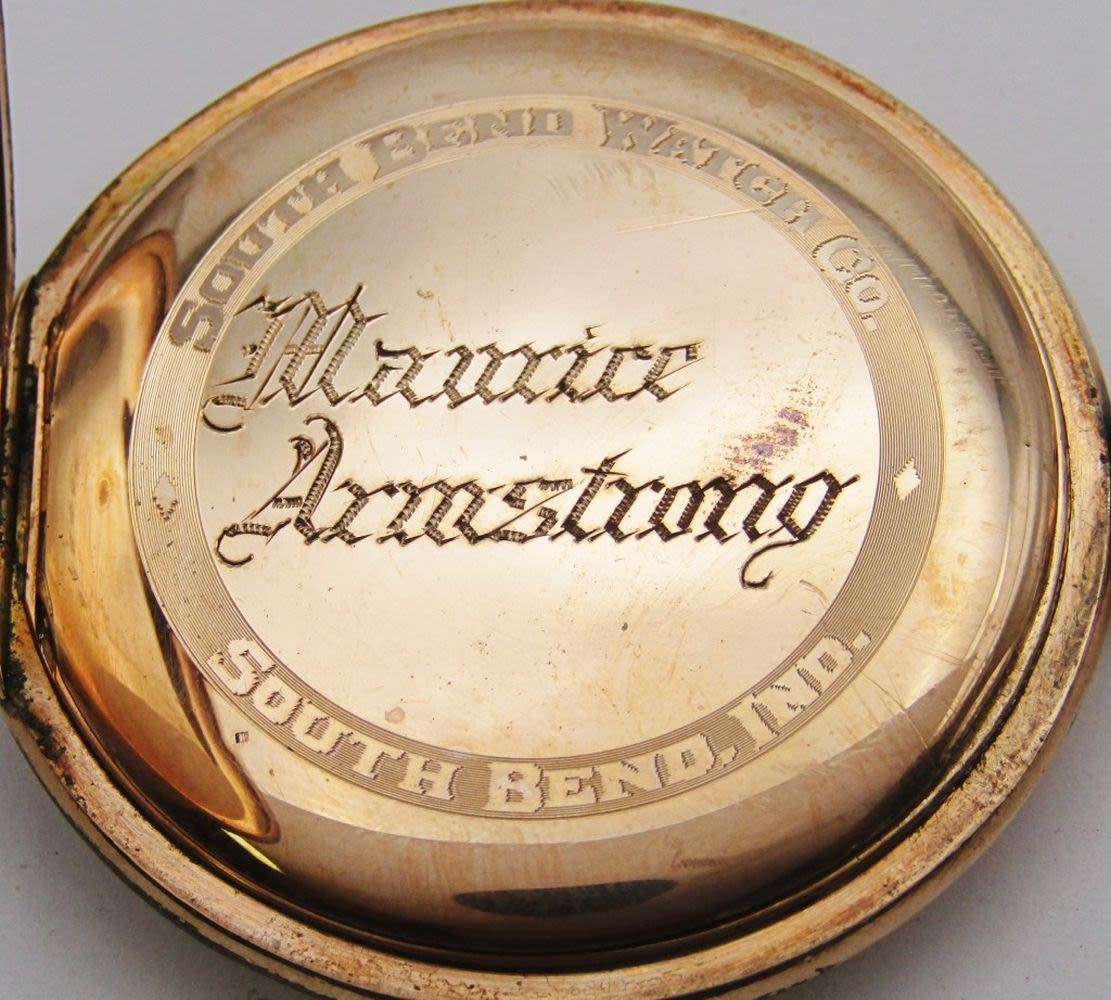 SOUTH BEND WATCH CO.
Maurice
Armstrong
SOUTH BEND, IND.